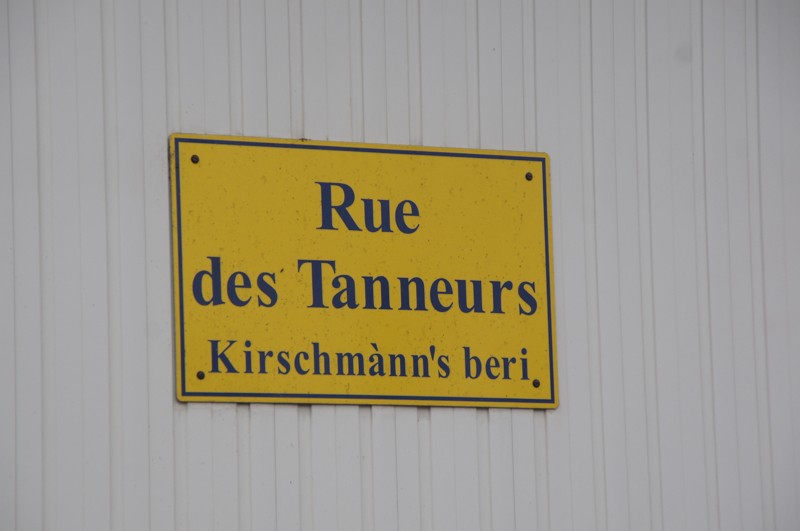 Rue
des Tanneurs
Kirschmànn's beri